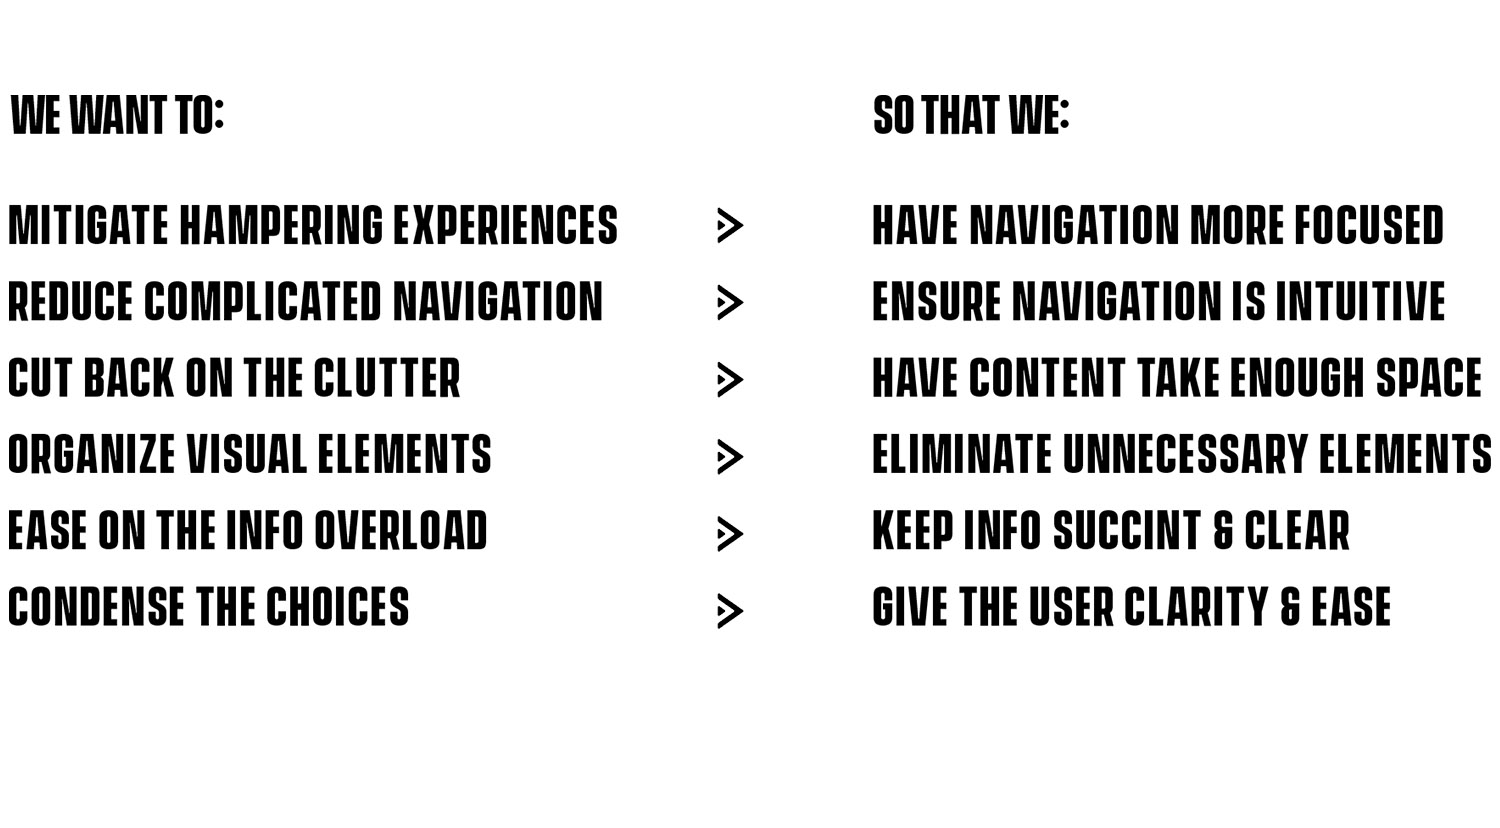 WE WANT TO:
SO THAT WE:
MITIGATE HAMPERING EXPERIENCES
HAVE NAVIGATION MORE FOCUSED
REDUCE COMPLICATED NAVIGATION
ENSURE NAVIGATION IS INTUITIVE
CUT BACK ON THE CLUTTER
HAVE CONTENT TAKE ENOUGH SPACE
ORGANIZE VISUAL ELEMENTS
ELIMINATE UNNECESSARY ELEMENTS
EASE ON THE INFO OVERLOAD
KEEP INFO SUCCINT & CLEAR
CONDENSE THE CHOICES
GIVE THE USER CLARITY & EASE